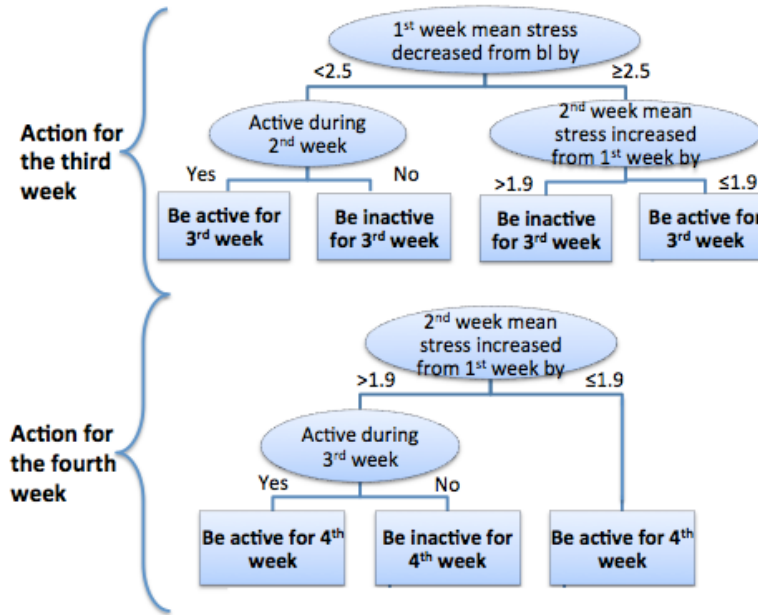 1st week mean stress
decreased from bl by
<2.5
≥2.5
Action for
the third
week
Active during
2nd week
2nd week mean
stress increased
from 1st week by
Yes
No
>1.9
≤1.9
Be active for
3rd week
Be inactive
for 3rd week
Be inactive
for 3rd week
Be active for
3rd week
2nd week mean
stress increased
from 1st week by
>1.9
≤1.9
Action for
the fourth
week
Active during
3rd week
Yes
No
Be active for 4th
week
Be inactive for
4th week
Be active for 4th
week